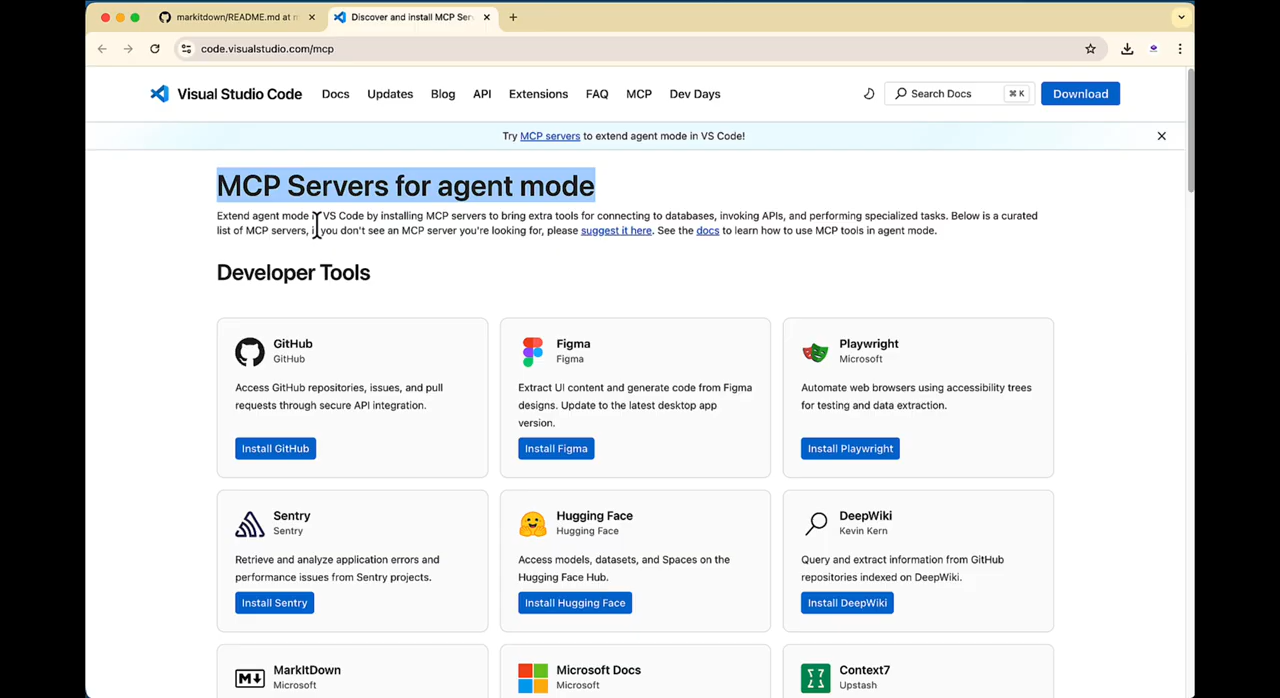 markitdown/README.md at m
Discover and install MCP Ser
code.visualstudio.com/mcp
Visual Studio Code
Docs
Updates
Blog
API
Extensions
FAQ
MCP
Dev Days
Search Docs
⌘ K
Download
Try MCP servers to extend agent mode in VS Code!
MCP Servers for agent mode
Extend agent mode in VS Code by installing MCP servers to bring extra tools for connecting to databases, invoking APIs, and performing specialized tasks. Below is a curated
list of MCP servers, if you don't see an MCP server you're looking for, please suggest it here. See the docs to learn how to use MCP tools in agent mode.
Developer Tools
GitHub
GitHub
Access GitHub repositories, issues, and pull
requests through secure API integration.
Install GitHub
Figma
Figma
Extract UI content and generate code from Figma
designs. Update to the latest desktop app
version.
Install Figma
Playwright
Microsoft
Automate web browsers using accessibility trees
for testing and data extraction.
Install Playwright
Sentry
Sentry
Retrieve and analyze application errors and
performance issues from Sentry projects.
Install Sentry
Hugging Face
Hugging Face
Access models, datasets, and Spaces on the
Hugging Face Hub.
Install Hugging Face
DeepWiki
Kevin Kern
Query and extract information from GitHub
repositories indexed on DeepWiki.
Install DeepWiki
M
MarkItDown
Microsoft
Microsoft Docs
Microsoft
Context7
Upstash